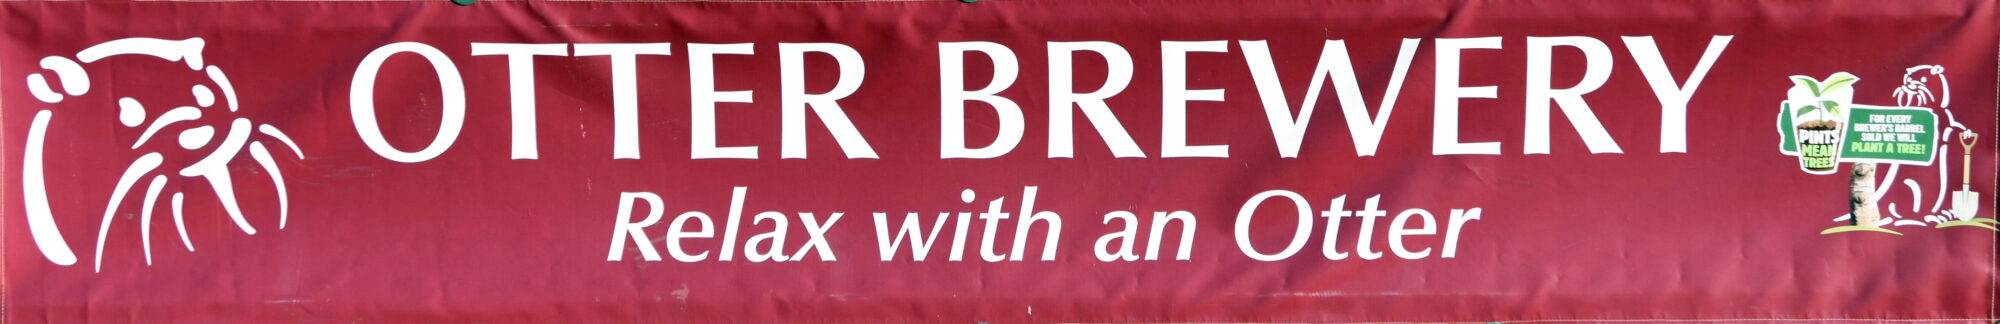 OTTER BREWERY
Relax with an Otter
PINTS
MEAN
TREES
FOR EVERY
BREWER'S BARREL
SOLD WE WILL
PLANT A TREE!